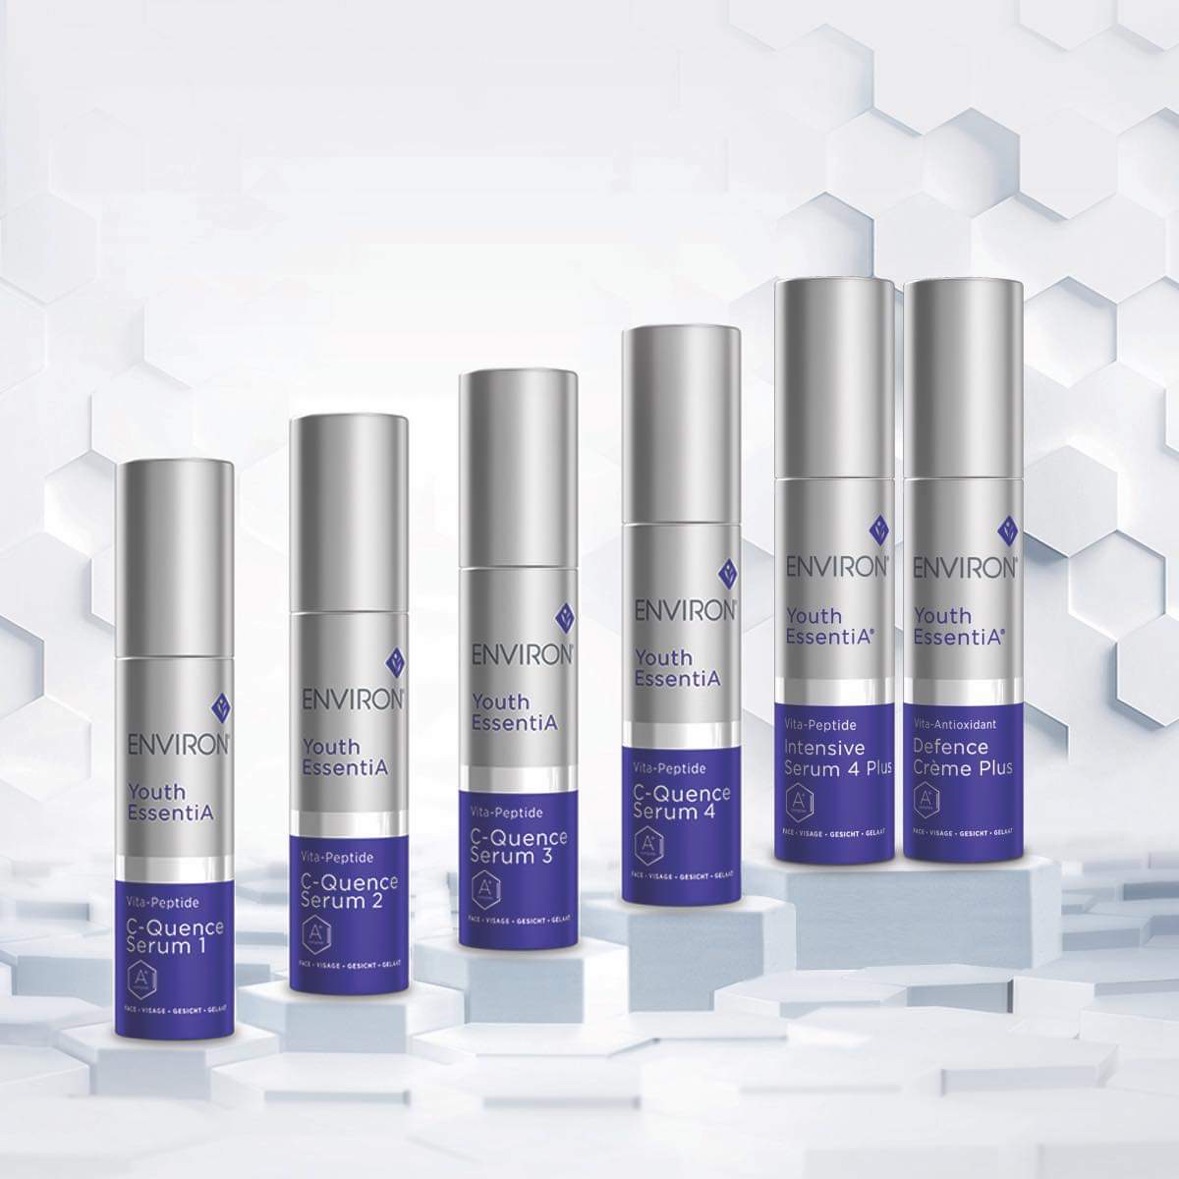 ENVIRON®
Youth
EssentiA
Vita-Peptide
C-Quence
Serum 1
A+
FACE • VISAGE • GESICHT • GELAAT
ENVIRON®
Youth
EssentiA
Vita-Peptide
C-Quence
Serum 2
A+
FACE • VISAGE • GESICHT • GELAAT
ENVIRON®
Youth
EssentiA
Vita-Peptide
C-Quence
Serum 3
A+
FACE • VISAGE • GESICHT • GELAAT
ENVIRON®
Youth
EssentiA
Vita-Peptide
C-Quence
Serum 4
A+
FACE • VISAGE • GESICHT • GELAAT
ENVIRON®
Youth
EssentiA®
Vita-Peptide
Intensive
Serum 4 Plus
A+
FACE • VISAGE • GESICHT • GELAAT
ENVIRON®
Youth
EssentiA®
Vita-Antioxidant
Defence
Crème Plus
A+
FACE • VISAGE • GESICHT • GELAAT